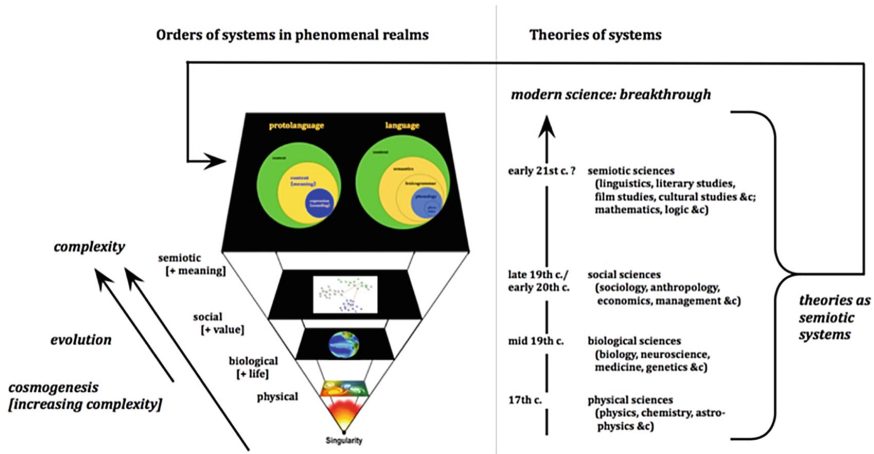 Orders of systems in phenomenal realms
protolanguage
language
context
content
[meaning]
expression
[sounding]
context
semantics
lexicogrammar
phonology
semiotic
[+ meaning]
social
[+ value]
biological
[+ life]
physical
Singularity
complexity
evolution
cosmogenesis
[increasing complexity]
Theories of systems
modern science: breakthrough
early 21st c. ?
semiotic sciences
(linguistics, literary studies,
film studies, cultural studies &c;
mathematics, logic &c)
late 19th c./
early 20th c.
social sciences
(sociology, anthropology,
economics, management &c)
mid 19th c.
biological sciences
(biology, neuroscience,
medicine, genetics &c)
17th c.
physical sciences
(physics, chemistry, astro-
physics &c)
theories as
semiotic
systems